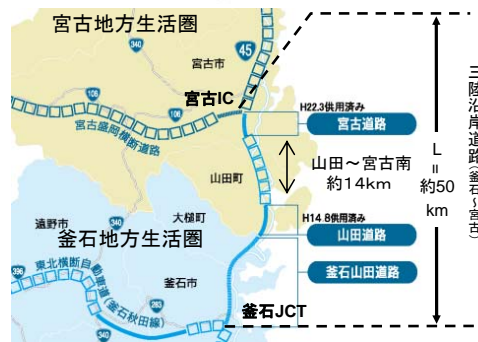 宮古地方生活圏
340
45
宮古市
宮古IC
106
106
宮古盛岡横断道路
H22.3供用済み
宮古道路
山田〜宮古南
約14km
山田町
340
大槌町
遠野市
釜石地方生活圏
H14.8供用済み
山田道路
釜石山田道路
396
東北横断自動車道(釜石秋田線)
釜石市
283
340
釜石JCT
L=約50km
三陸沿岸道路(釜石〜宮古)